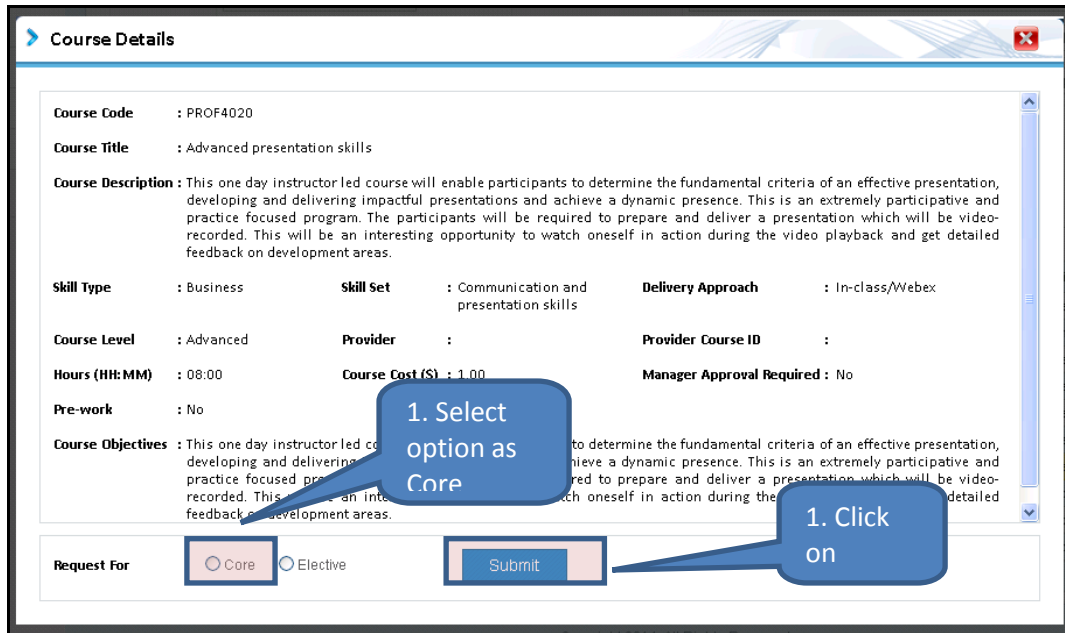 Course Details
Course Code : PROF4020
Course Title : Advanced presentation skills
Course Description : This one day instructor led course will enable participants to determine the fundamental criteria of an effective presentation,
developing and delivering impactful presentations and achieve a dynamic presence. This is an extremely participative and
practice focused program. The participants will be required to prepare and deliver a presentation which will be video-
recorded. This will be an interesting opportunity to watch oneself in action during the video playback and get detailed
feedback on development areas.
Skill Type : Business Skill Set : Communication and presentation skills Delivery Approach : In-class/Webex
Course Level : Advanced Provider : Provider Course ID :
Hours (HH:MM) : 08:00 Course Cost ($) : 1.00 Manager Approval Required : No
Pre-work : No
1. Select
option as
Core
Course Objectives : This one day instructor led to determine the fundamental criteria of an effective presentation,
developing and delivering a dynamic presence. This is an extremely participative and
practice focused to prepare and deliver a presentation which will be video-
recorded. This an oneself in action during the detailed
feedback on development areas.
1. Click
on
Request For Core Elective Submit